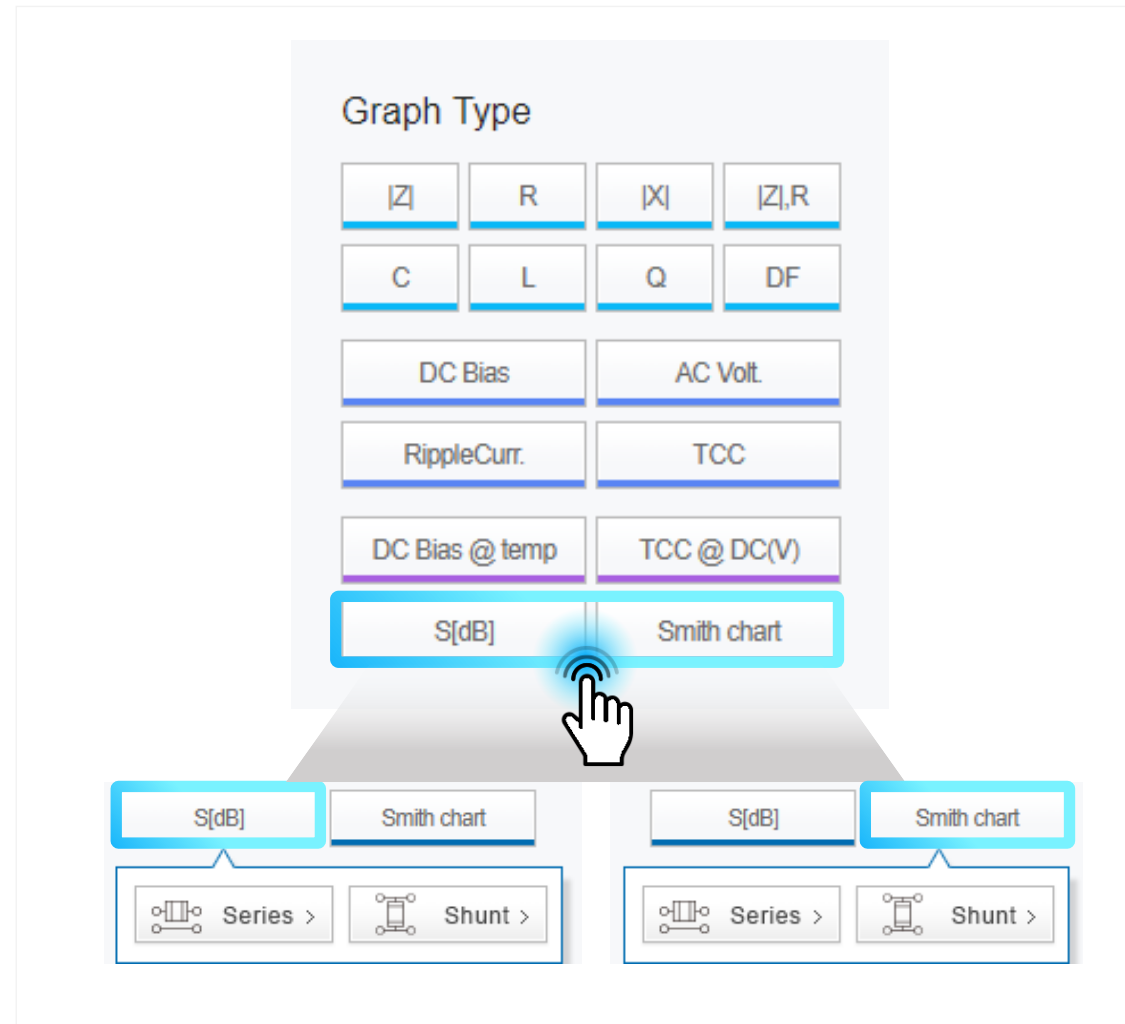 Graph Type
|Z| R |X| |Z|,R
C L Q DF
DC Bias AC Volt.
RippleCurr. TCC
DC Bias @ temp TCC @ DC(V)
S[dB] Smith chart
S[dB] Smith chart S[dB] Smith chart
Series > Shunt > Series > Shunt >